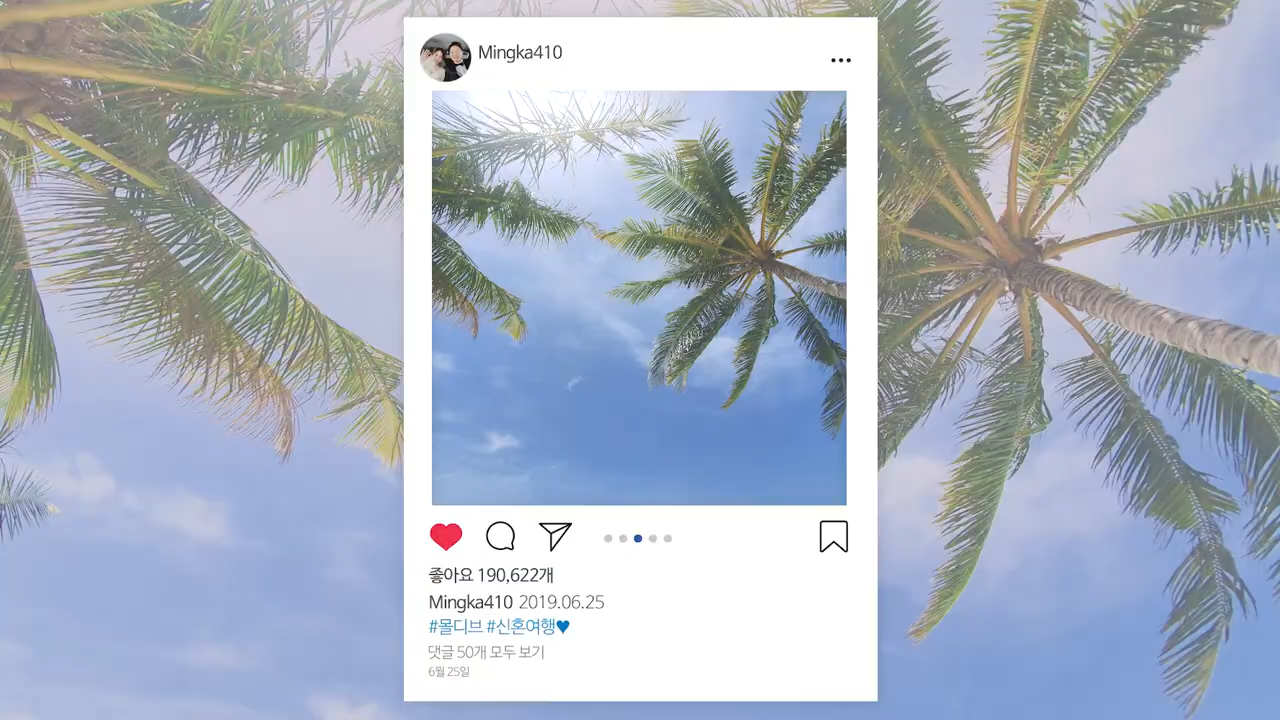 Mingka410
좋아요 190,622개
Mingka410 2019.06.25
#몰디브 #신혼여행♥
댓글 50개 모두 보기
6월 25일